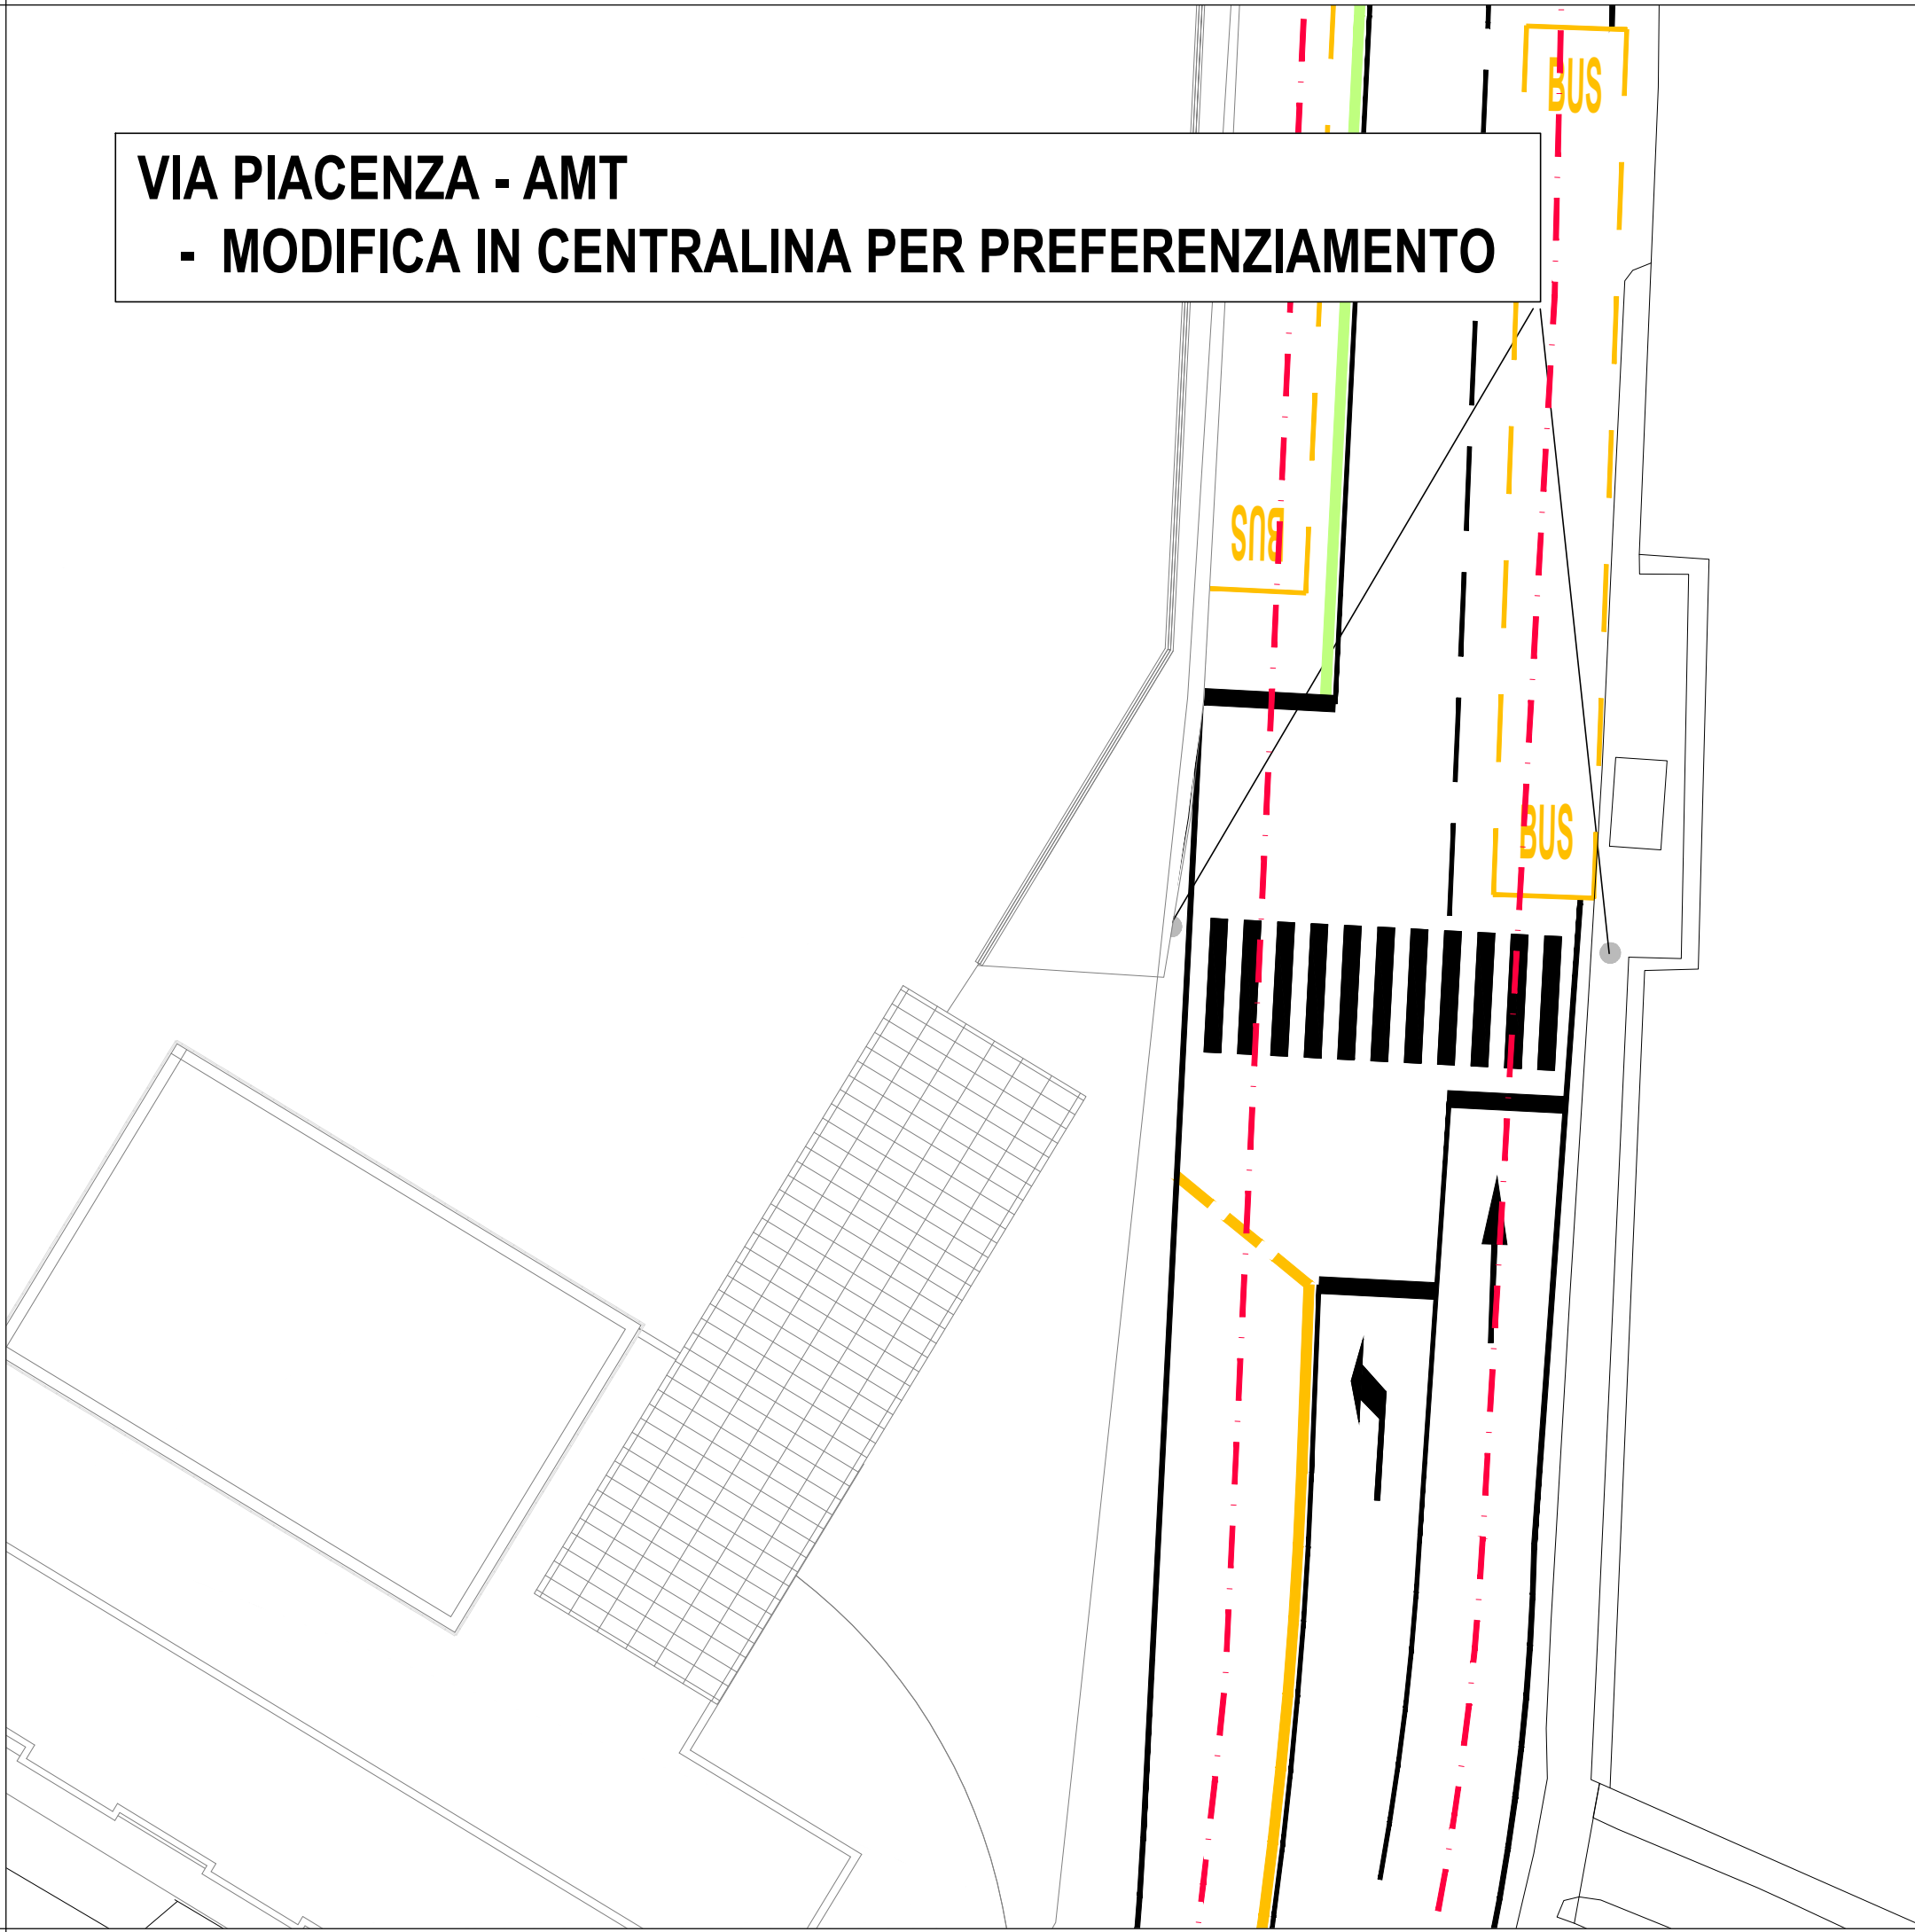 BUS
VIA PIACENZA - AMT
- MODIFICA IN CENTRALINA PER PREFERENZIAMENTO
BUS
BUS